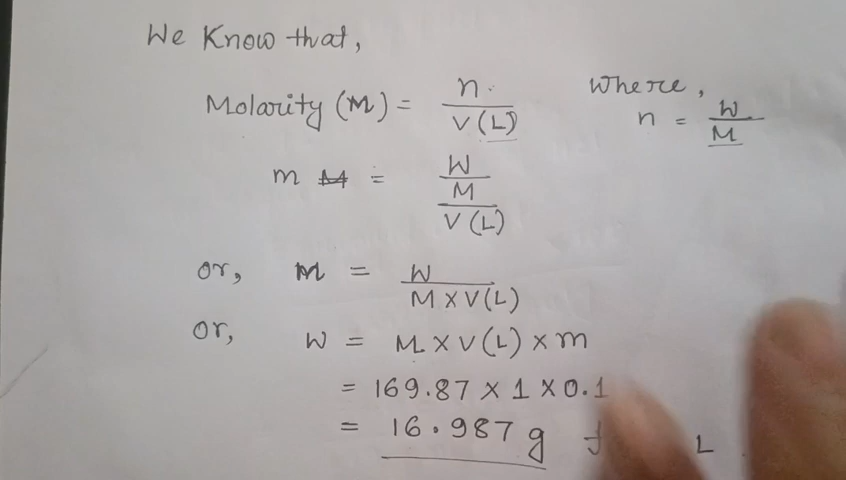 We Know that,
Molarity (M) = n / V(L) Where, n = W / M
m = W / M / V(L)
or, m = W / M X V(L)
or, W = M X V(L) X m
= 169.87 X 1 X 0.1
= 16.987 g L